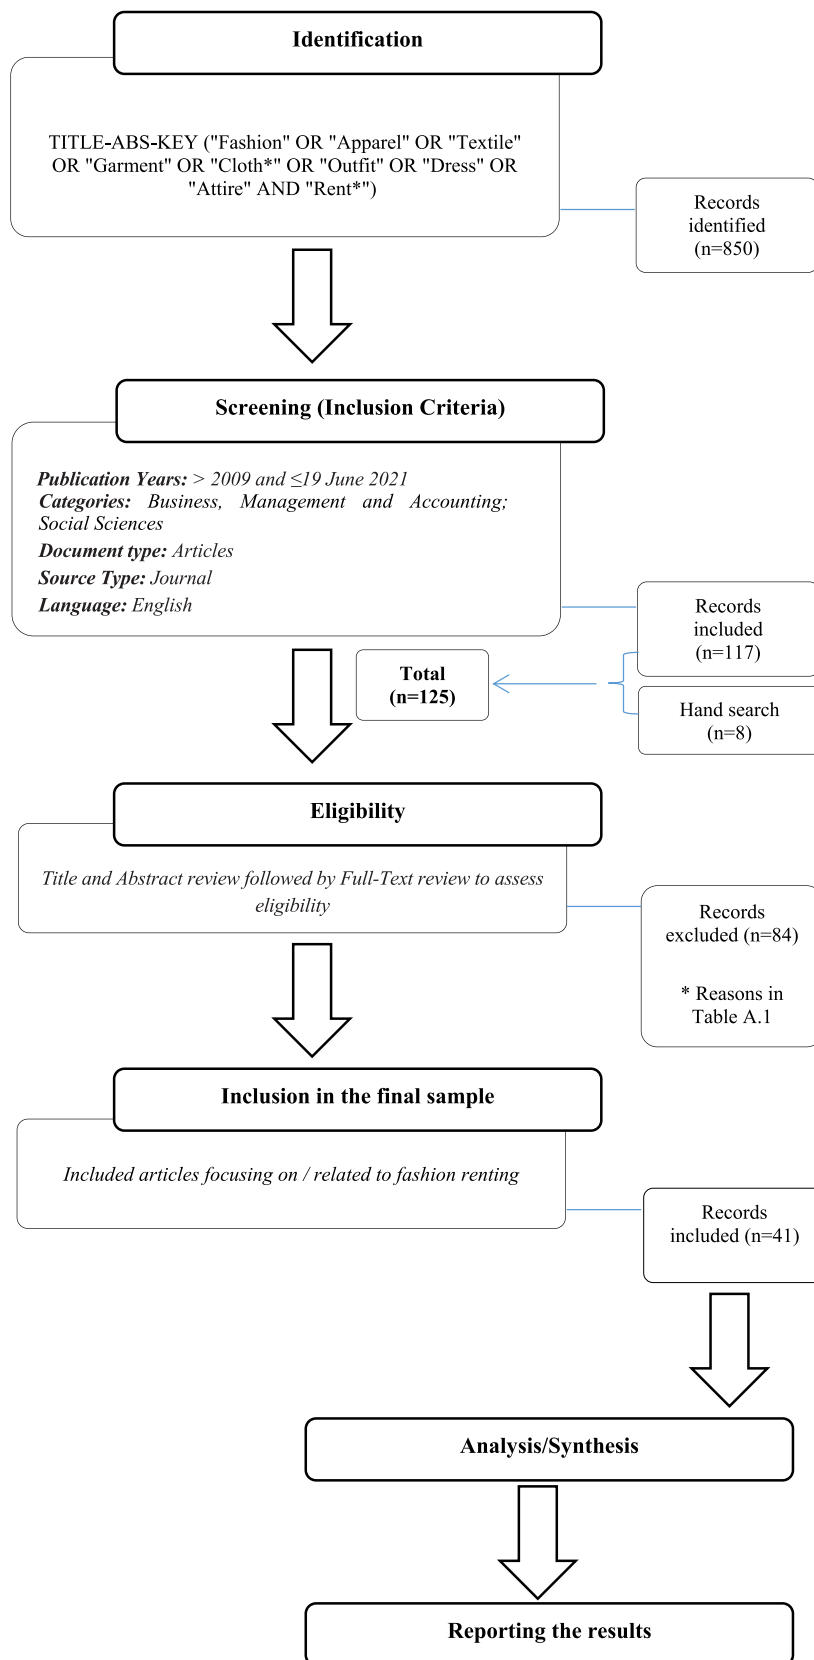 Identification
TITLE-ABS-KEY ("Fashion" OR "Apparel" OR "Textile"
OR "Garment" OR "Cloth*" OR "Outfit" OR "Dress" OR
"Attire" AND "Rent*")
Records
identified
(n=850)
Screening (Inclusion Criteria)
Publication Years: > 2009 and ≤19 June 2021
Categories: Business, Management and Accounting;
Social Sciences
Document type: Articles
Source Type: Journal
Language: English
Records
included
(n=117)
Total
(n=125)
Hand search
(n=8)
Eligibility
Title and Abstract review followed by Full-Text review to assess
eligibility
Records
excluded (n=84)
* Reasons in
Table A.1
Inclusion in the final sample
Included articles focusing on / related to fashion renting
Records
included (n=41)
Analysis/Synthesis
Reporting the results